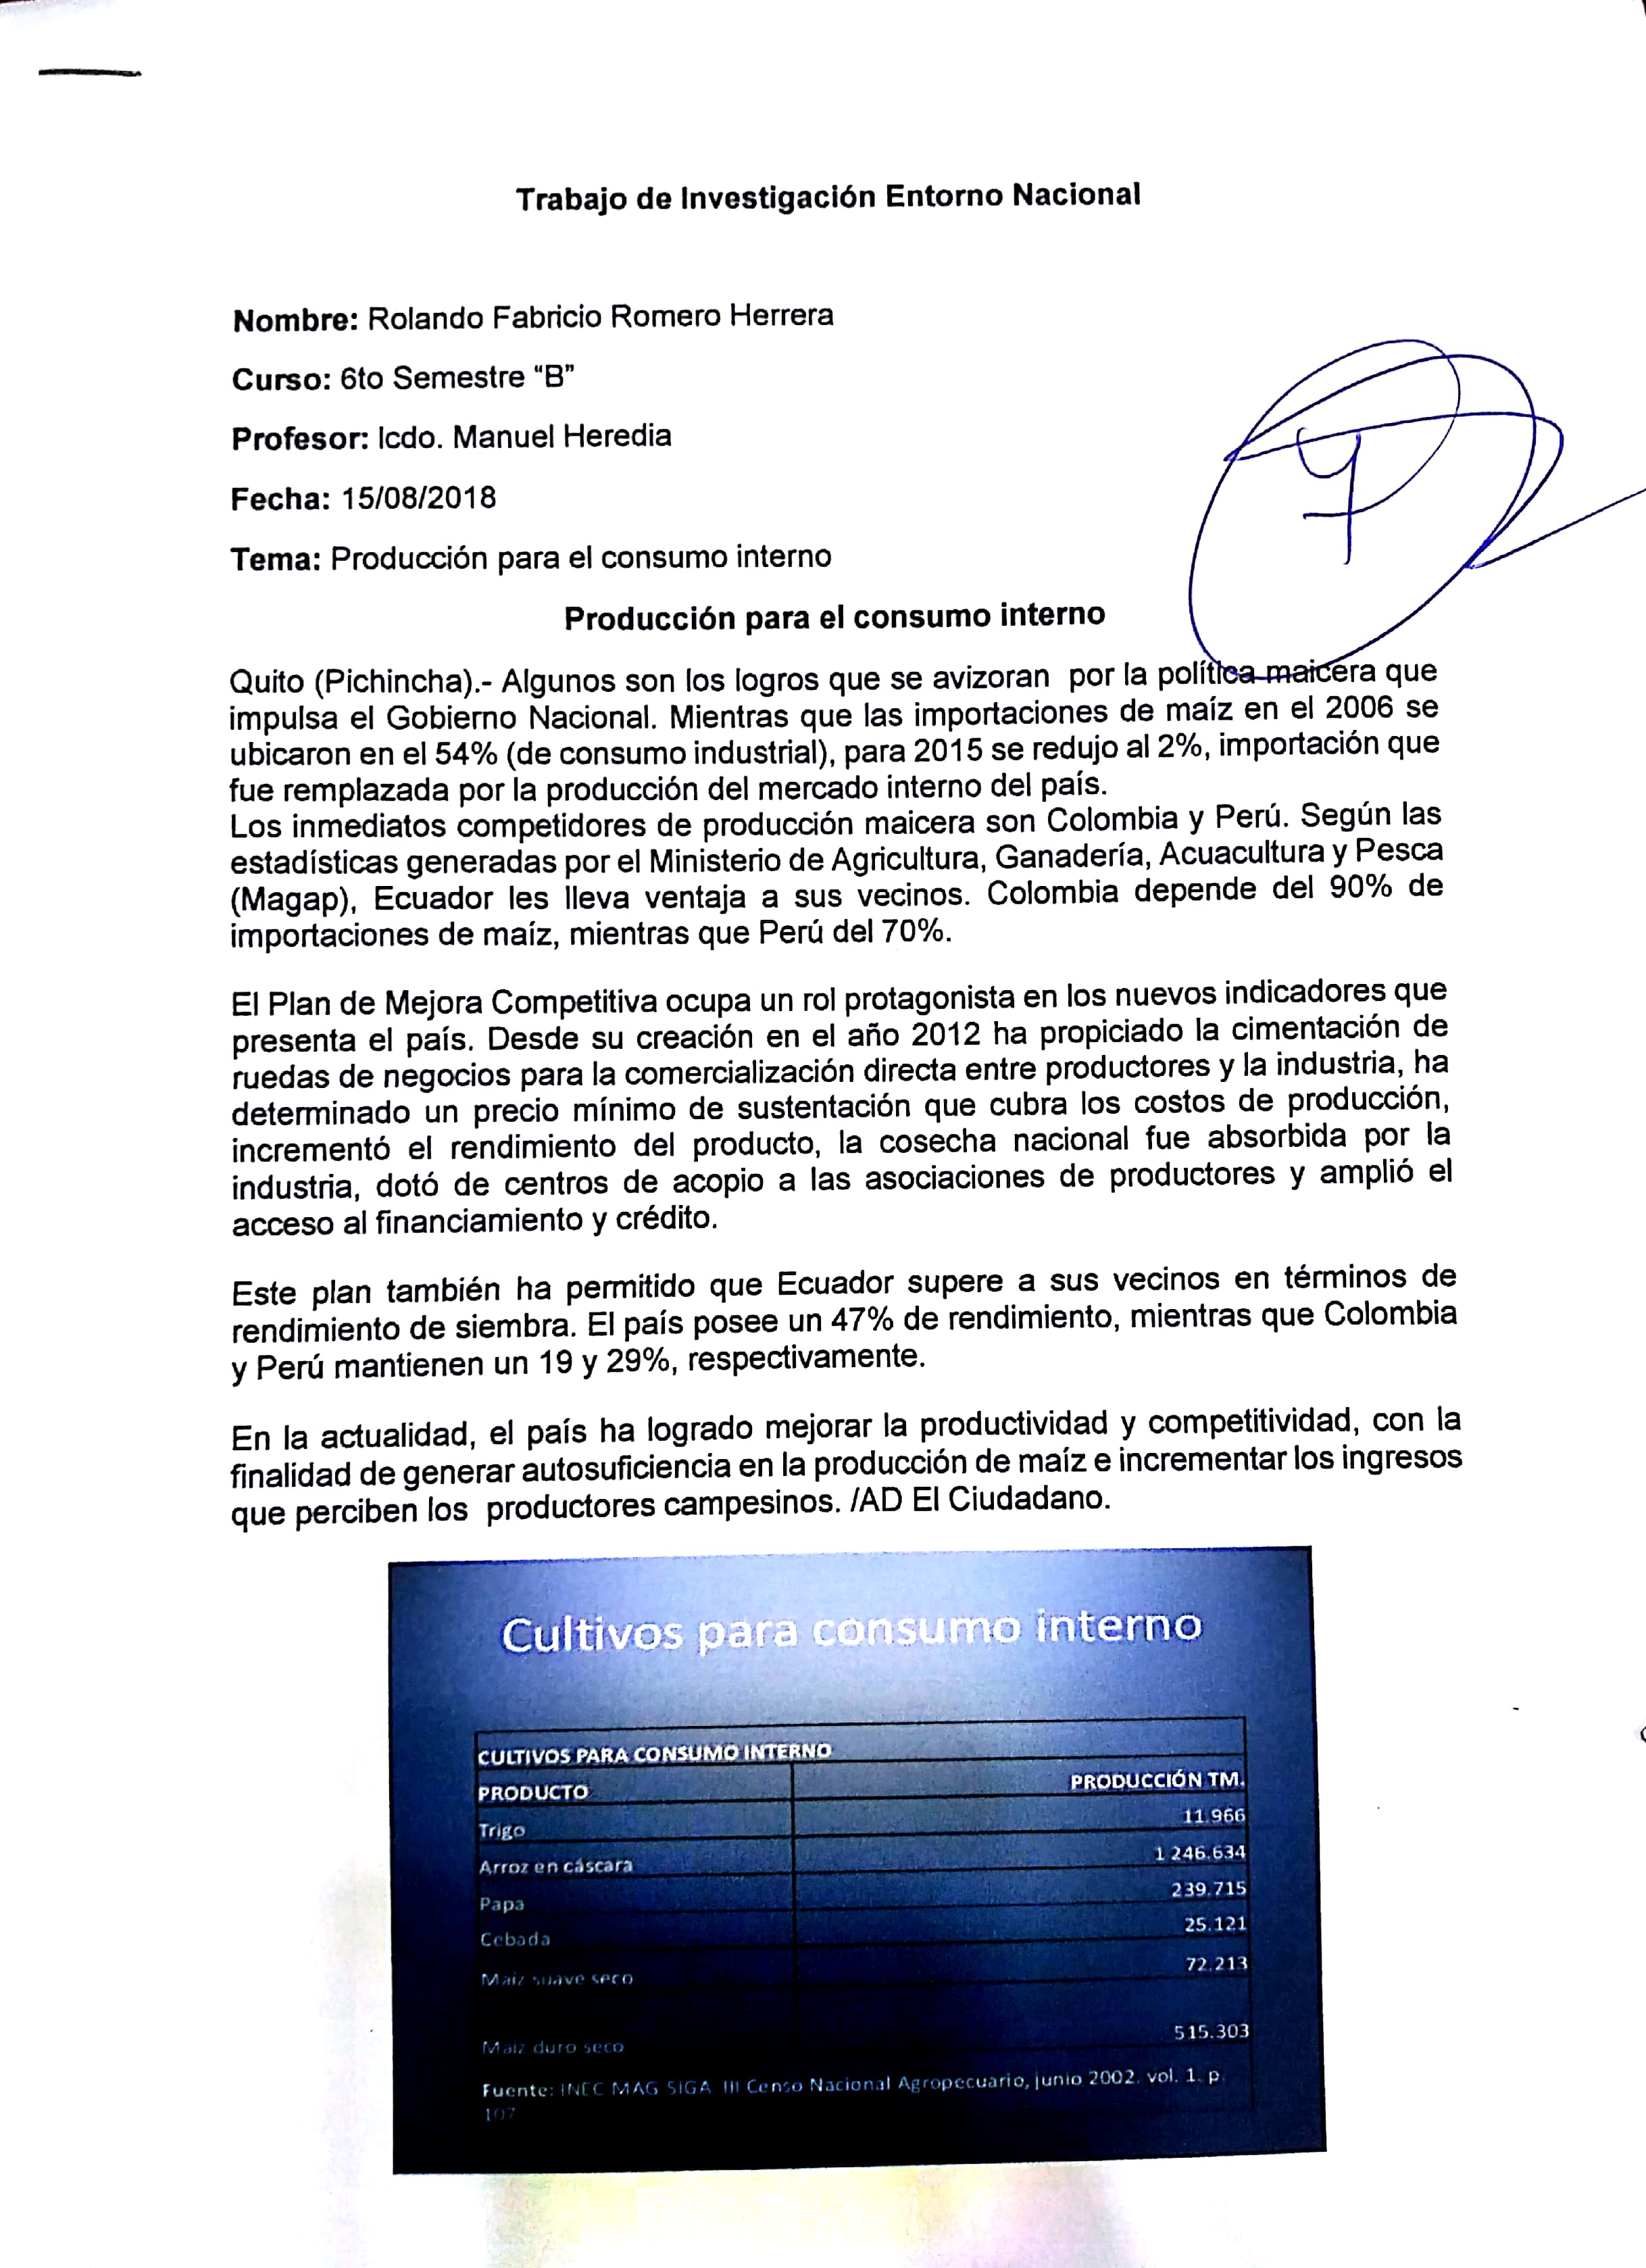 Trabajo de Investigación Entorno Nacional
Nombre: Rolando Fabricio Romero Herrera
Curso: 6to Semestre “B”
Profesor: lcdo. Manuel Heredia
Fecha: 15/08/2018
Tema: Producción para el consumo interno
Producción para el consumo interno
Quito (Pichincha).- Algunos son los logros que se avizoran por la política maicera que
impulsa el Gobierno Nacional. Mientras que las importaciones de maíz en el 2006 se
ubicaron en el 54% (de consumo industrial), para 2015 se redujo al 2%, importación que
fue remplazada por la producción del mercado interno del país.
Los inmediatos competidores de producción maicera son Colombia y Perú. Según las
estadísticas generadas por el Ministerio de Agricultura, Ganadería, Acuacultura y Pesca
(Magap), Ecuador les lleva ventaja a sus vecinos. Colombia depende del 90% de
importaciones de maíz, mientras que Perú del 70%.
El Plan de Mejora Competitiva ocupa un rol protagonista en los nuevos indicadores que
presenta el país. Desde su creación en el año 2012 ha propiciado la cimentación de
ruedas de negocios para la comercialización directa entre productores y la industria, ha
determinado un precio mínimo de sustentación que cubra los costos de producción,
incrementó el rendimiento del producto, la cosecha nacional fue absorbida por la
industria, dotó de centros de acopio a las asociaciones de productores y amplió el
acceso al financiamiento y crédito.
Este plan también ha permitido que Ecuador supere a sus vecinos en términos de
rendimiento de siembra. El país posee un 47% de rendimiento, mientras que Colombia
y Perú mantienen un 19 y 29%, respectivamente.
En la actualidad, el país ha logrado mejorar la productividad y competitividad, con la
finalidad de generar autosuficiencia en la producción de maíz e incrementar los ingresos
que perciben los productores campesinos. /AD El Ciudadano.
Cultivos para consumo interno
CULTIVOS PARA CONSUMO INTERNO
PRODUCTO PRODUCCIÓN TM.
Trigo 11.966
Arroz en cáscara 1 246.634
Papa 239.715
Cebada 25.121
Maíz suave seco 72.213
Maíz duro seco 515.303
Fuente: INEC MAG SIGA III Censo Nacional Agropecuario, junio 2002. vol. 1. p.
107